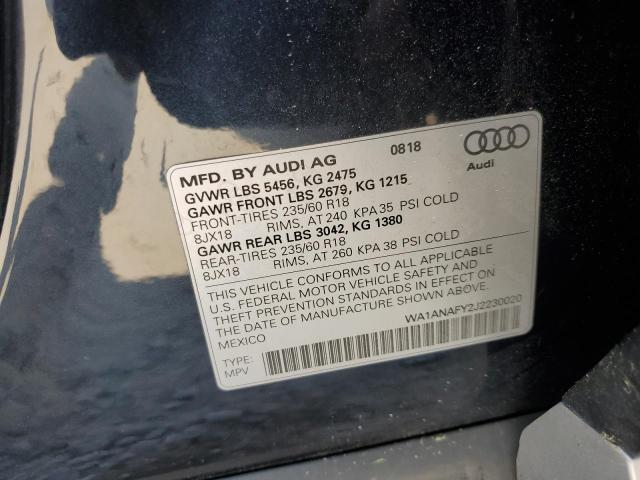 MFD. BY AUDI AG 0818
GVWR LBS 5456, KG 2475
GAWR FRONT LBS 2679, KG 1215
FRONT-TIRES 235/60 R18
8JX18 RIMS, AT 240 KPA 35 PSI COLD
GAWR REAR LBS 3042, KG 1380
REAR-TIRES 235/60 R18
8JX18 RIMS, AT 260 KPA 38 PSI COLD
Audi
THIS VEHICLE CONFORMS TO ALL APPLICABLE
U.S. FEDERAL MOTOR VEHICLE SAFETY AND
THEFT PREVENTION STANDARDS IN EFFECT ON
THE DATE OF MANUFACTURE SHOWN ABOVE.
MEXICO WA1ANAFY2J2230020
TYPE:
MPV